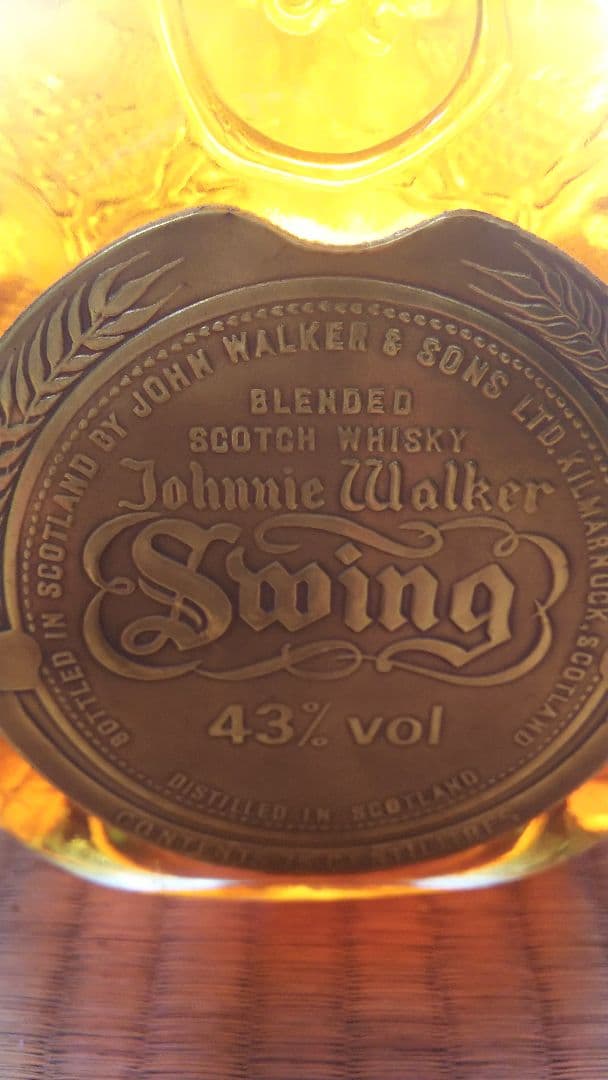 BOTTLED IN SCOTLAND BY JOHN WALKER & SONS LTD. KILMARNOCK. SCOTLAND
BLENDED
SCOTCH WHISKY
Johnnie Walker
Swing
43% vol
DISTILLED IN SCOTLAND